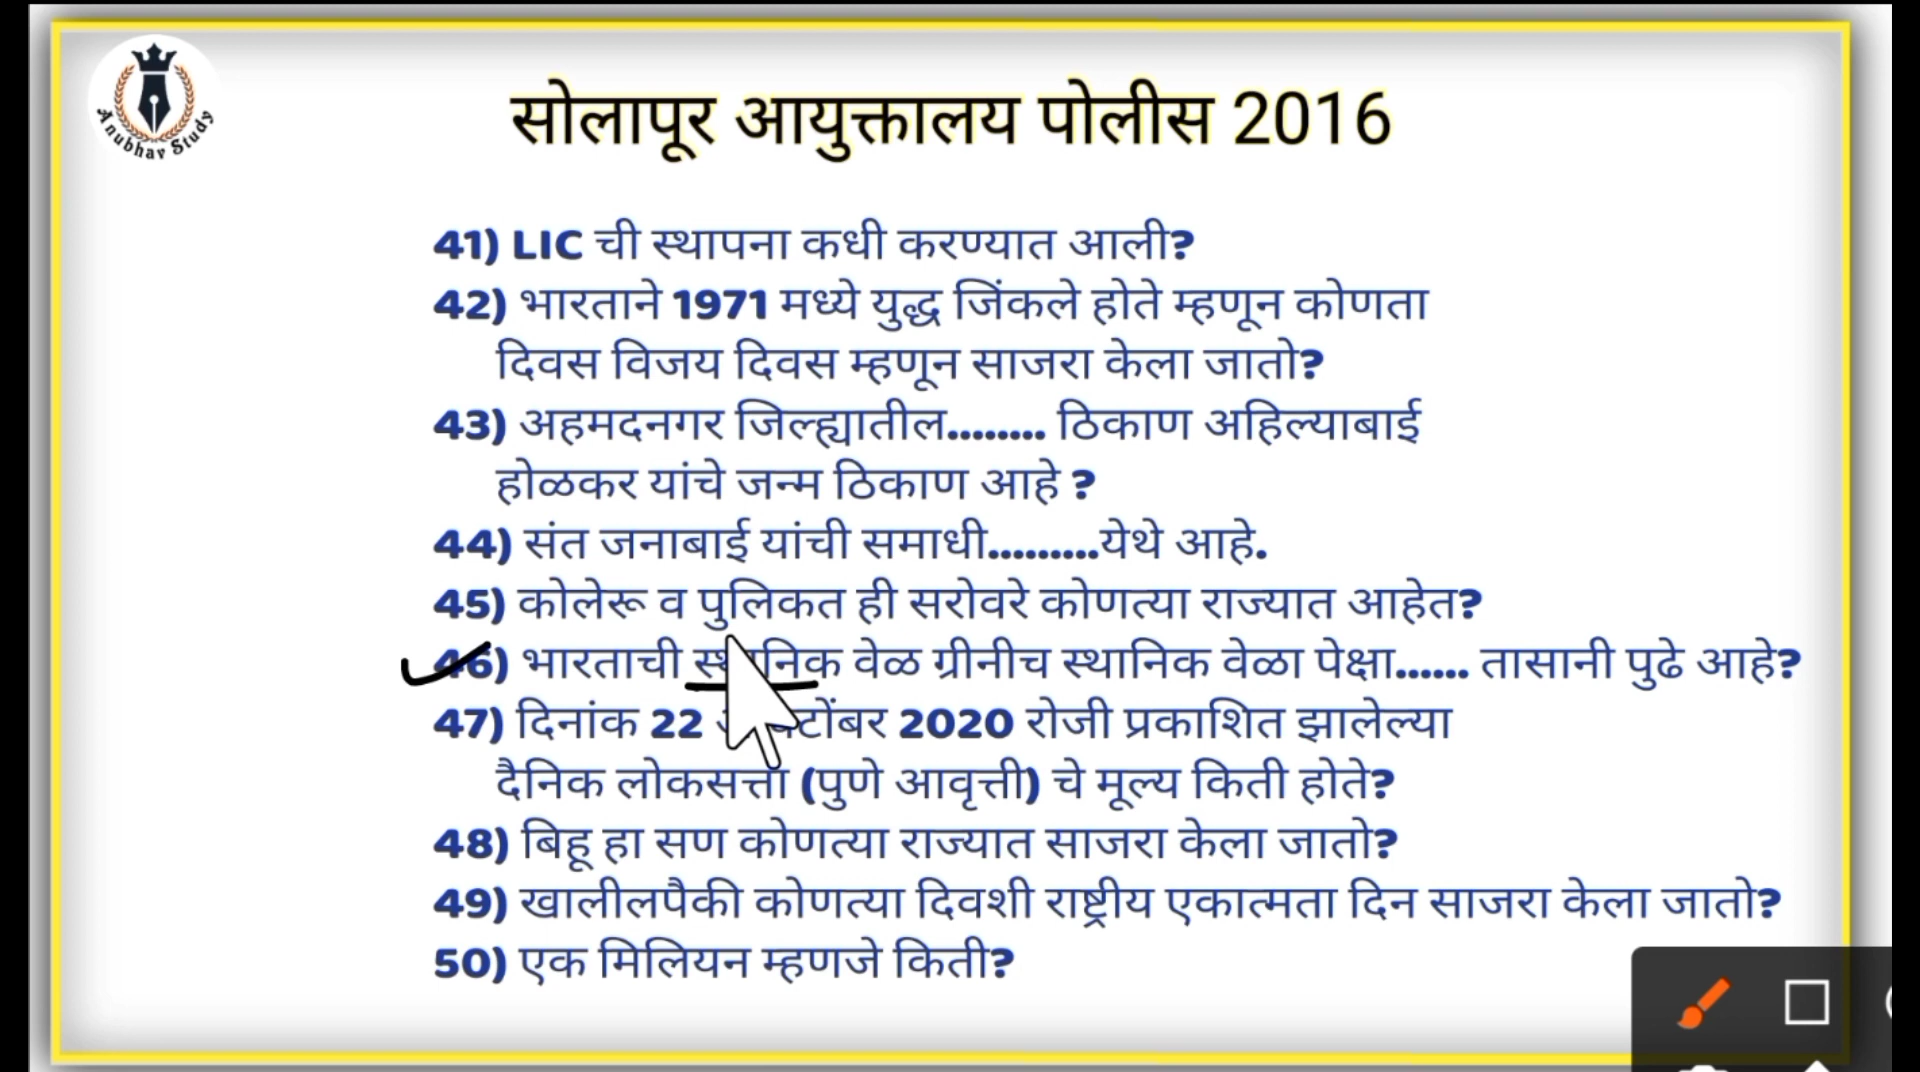 Anubhav Study
सोलापूर आयुक्तालय पोलीस 2016
41) LIC ची स्थापना कधी करण्यात आली?
42) भारताने 1971 मध्ये युद्ध जिंकले होते म्हणून कोणता
दिवस विजय दिवस म्हणून साजरा केला जातो?
43) अहमदनगर जिल्ह्यातील........ ठिकाण अहिल्याबाई
होळकर यांचे जन्म ठिकाण आहे ?
44) संत जनाबाई यांची समाधी.........येथे आहे.
45) कोलेरू व पुलिकत ही सरोवरे कोणत्या राज्यात आहेत?
46) भारताची स्थानिक वेळ ग्रीनीच स्थानिक वेळा पेक्षा...... तासानी पुढे आहे?
47) दिनांक 22 2020 रोजी प्रकाशित झालेल्या
दैनिक लोकसत्ता (पुणे आवृत्ती) चे मूल्य किती होते?
48) बिहू हा सण कोणत्या राज्यात साजरा केला जातो?
49) खालीलपैकी कोणत्या दिवशी राष्ट्रीय एकात्मता दिन साजरा केला जातो?
50) एक मिलियन म्हणजे किती?